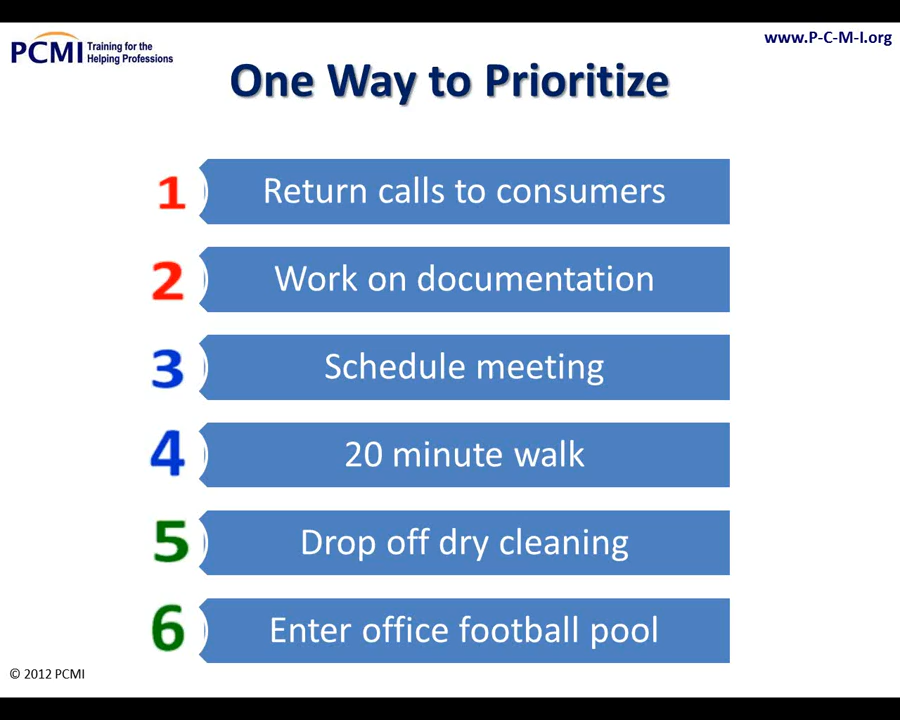 PCMI Training for the
Helping Professions
www.P-C-M-I.org
One Way to Prioritize
1 Return calls to consumers
2 Work on documentation
3 Schedule meeting
4 20 minute walk
5 Drop off dry cleaning
6 Enter office football pool
© 2012 PCMI